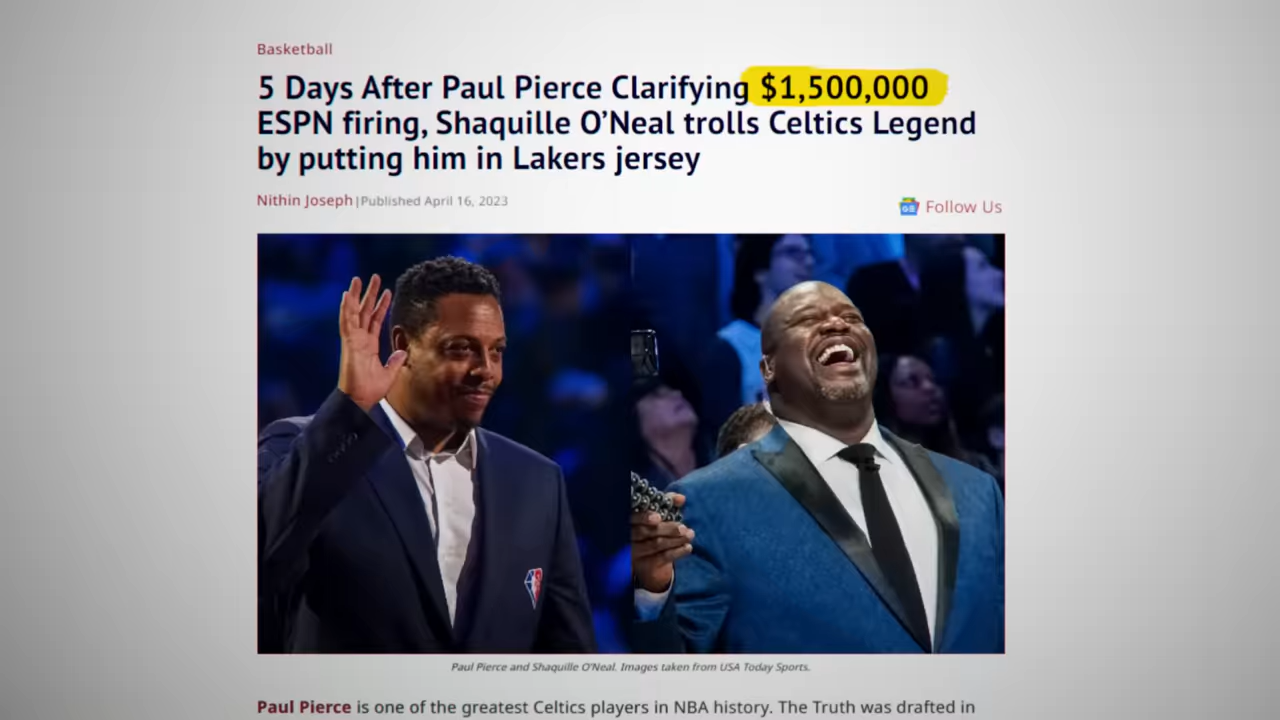 Basketball
5 Days After Paul Pierce Clarifying $1,500,000
ESPN firing, Shaquille O’Neal trolls Celtics Legend
by putting him in Lakers jersey
Nithin Joseph|Published April 16, 2023
GE Follow Us
Paul Pierce and Shaquille O’Neal. Images taken from USA Today Sports.
Paul Pierce is one of the greatest Celtics players in NBA history. The Truth was drafted in